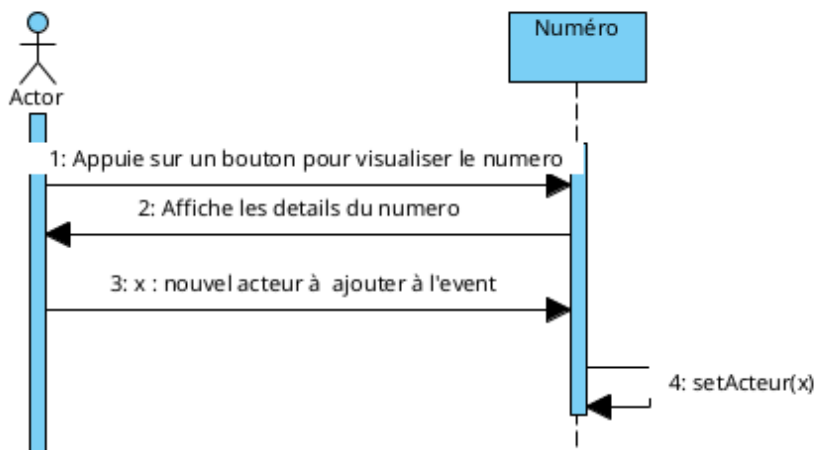 Numéro
Actor
1: Appuie sur un bouton pour visualiser le numero
2: Affiche les details du numero
3: x : nouvel acteur à ajouter à l'event
4: setActeur(x)